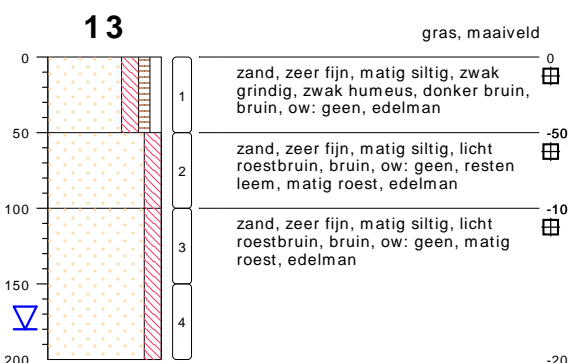 13
gras, maaiveld
0
0
zand, zeer fijn, matig siltig, zwak
grindig, zwak humeus, donker bruin,
bruin, ow: geen, edelman
1
50
-50
zand, zeer fijn, matig siltig, licht
roestbruin, bruin, ow: geen, resten
leem, matig roest, edelman
2
100
-10
zand, zeer fijn, matig siltig, licht
roestbruin, bruin, ow: geen, matig
roest, edelman
3
150
4
200
-20